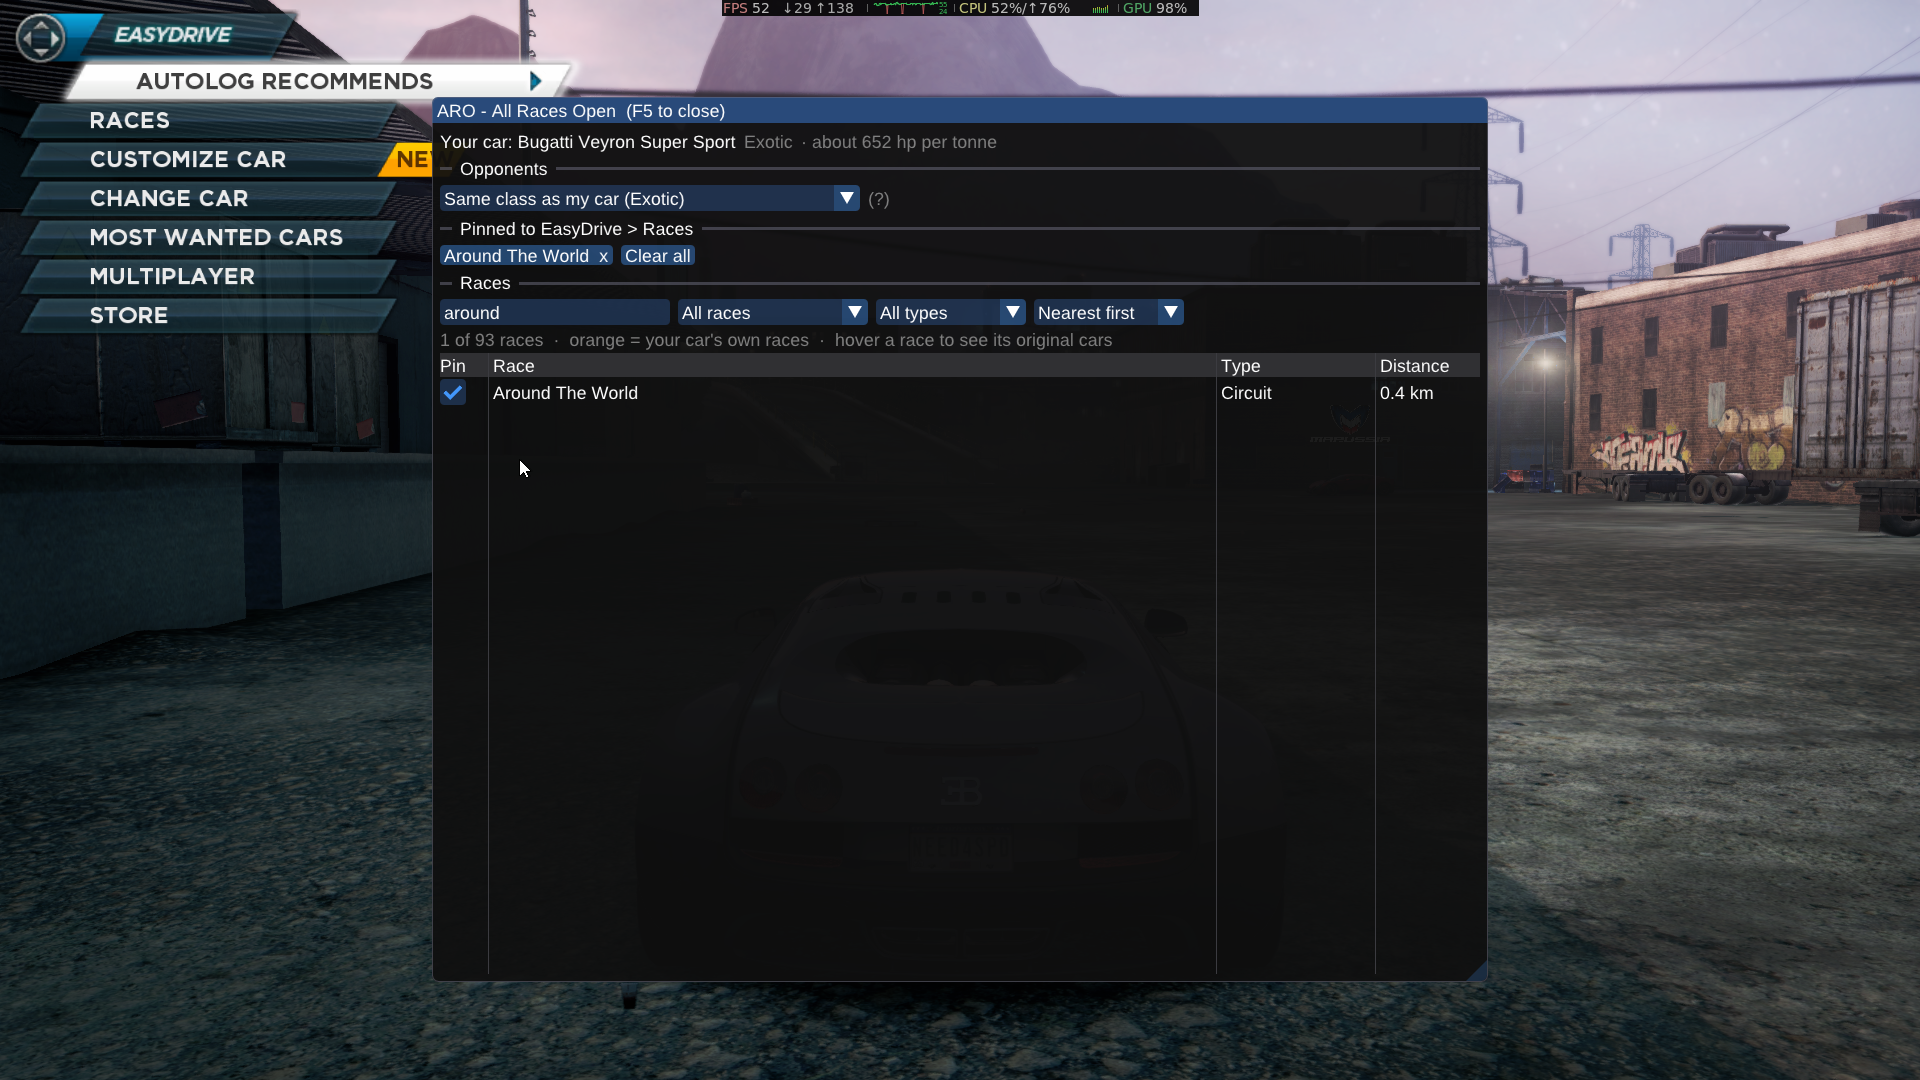 FPS 52 ↓29 ↑138 55 24 CPU 52%/↑76% GPU 98%
EASYDRIVE
AUTOLOG RECOMMENDS
RACES
CUSTOMIZE CAR
NEW
CHANGE CAR
MOST WANTED CARS
MULTIPLAYER
STORE
ARO - All Races Open (F5 to close)
Your car: Bugatti Veyron Super Sport Exotic · about 652 hp per tonne
Opponents
Same class as my car (Exotic) (?)
Pinned to EasyDrive > Races
Around The World x Clear all
Races
around All races All types Nearest first
1 of 93 races · orange = your car's own races · hover a race to see its original cars
Pin Race Type Distance
Around The World Circuit 0.4 km